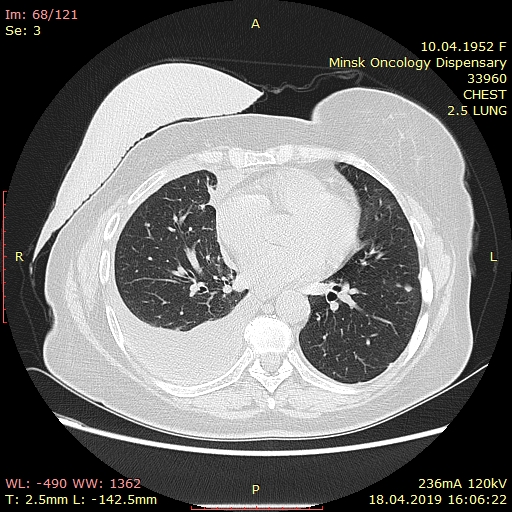 Im: 68/121
Se: 3
A
10.04.1952 F
Minsk Oncology Dispensary
33960
CHEST
2.5 LUNG
R
L
WL: -490 WW: 1362
T: 2.5mm L: -142.5mm
P
236mA 120kV
18.04.2019 16:06:22